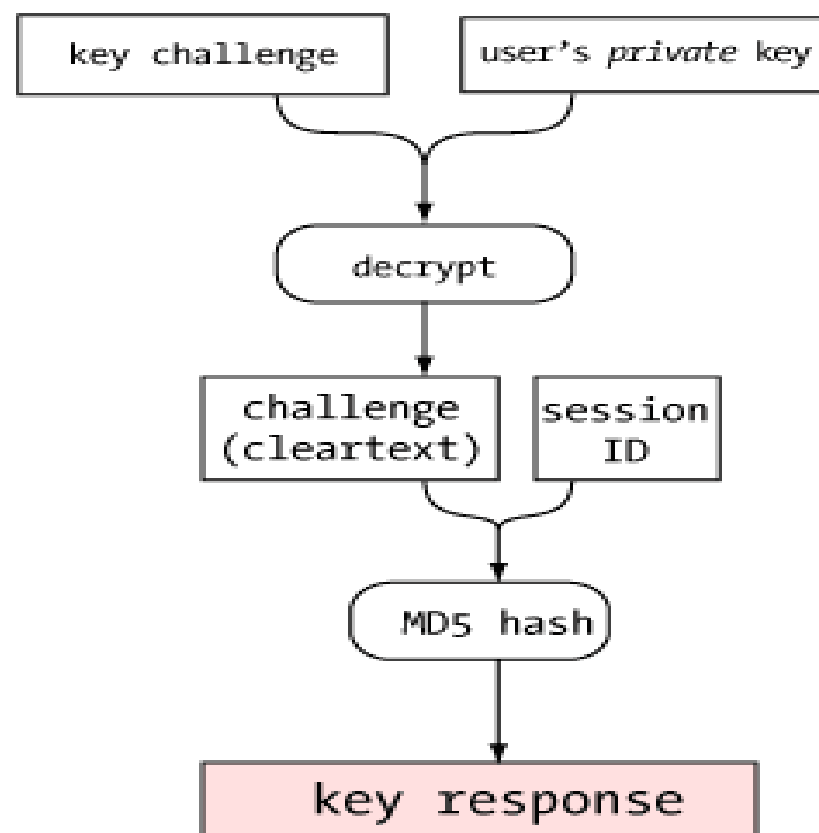 key challenge
user's private key
decrypt
challenge
(cleartext)
session
ID
MD5 hash
key response